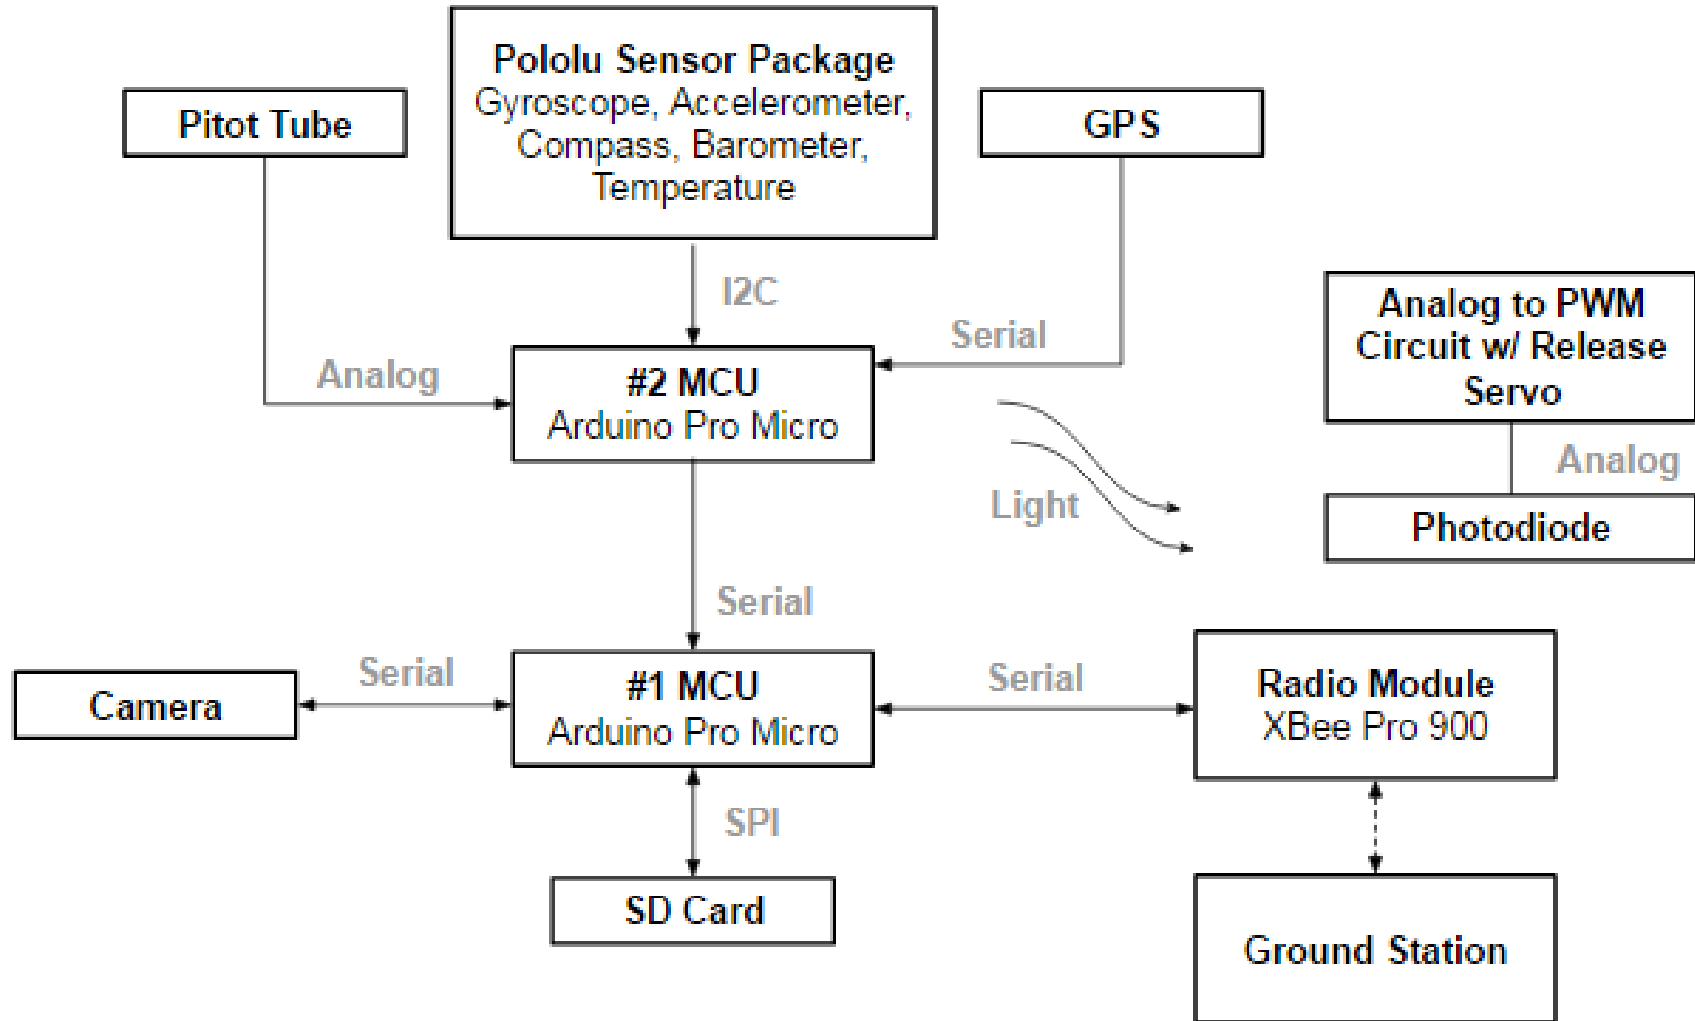 Pololu Sensor Package
Gyroscope, Accelerometer,
Compass, Barometer,
Temperature
Pitot Tube
GPS
I2C
Analog to PWM
Circuit w/ Release
Servo
Serial
Analog
#2 MCU
Arduino Pro Micro
Analog
Light
Photodiode
Serial
Camera
Serial
#1 MCU
Arduino Pro Micro
Serial
Radio Module
XBee Pro 900
SPI
SD Card
Ground Station